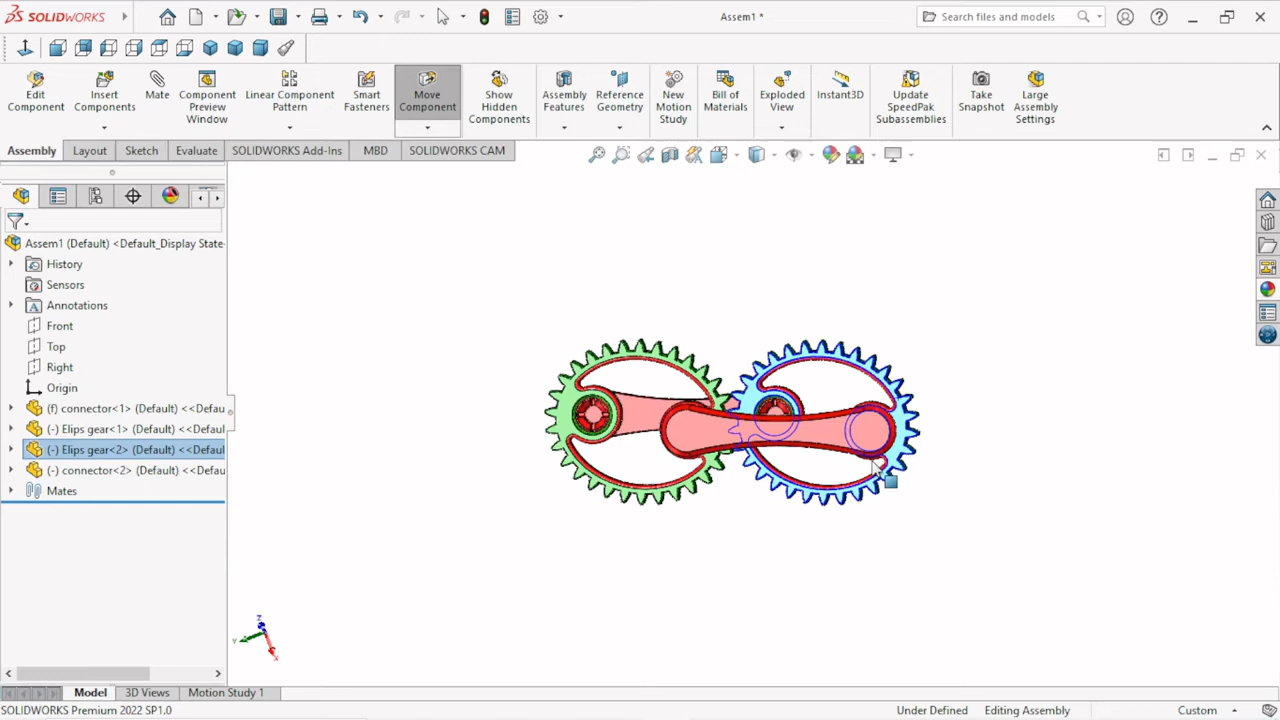 SOLIDWORKS
Assem1 *
Search files and models
Edit Component
Insert Components
Mate
Component Preview Window
Linear Component Pattern
Smart Fasteners
Move Component
Show Hidden Components
Assembly Features
Reference Geometry
New Motion Study
Bill of Materials
Exploded View
Instant3D
Update SpeedPak Subassemblies
Take Snapshot
Large Assembly Settings
Assembly Layout Sketch Evaluate SOLIDWORKS Add-Ins MBD SOLIDWORKS CAM
Assem1 (Default) <Default_Display State
History
Sensors
Annotations
Front
Top
Right
Origin
(f) connector<1> (Default) <<Defau
(-) Elips gear<1> (Default) <<Defaul
(-) Elips gear<2> (Default) <<Defaul
(-) connector<2> (Default) <<Defau
Mates
Z
Y
X
Model 3D Views Motion Study 1
SOLIDWORKS Premium 2022 SP1.0
Under Defined
Editing Assembly
Custom